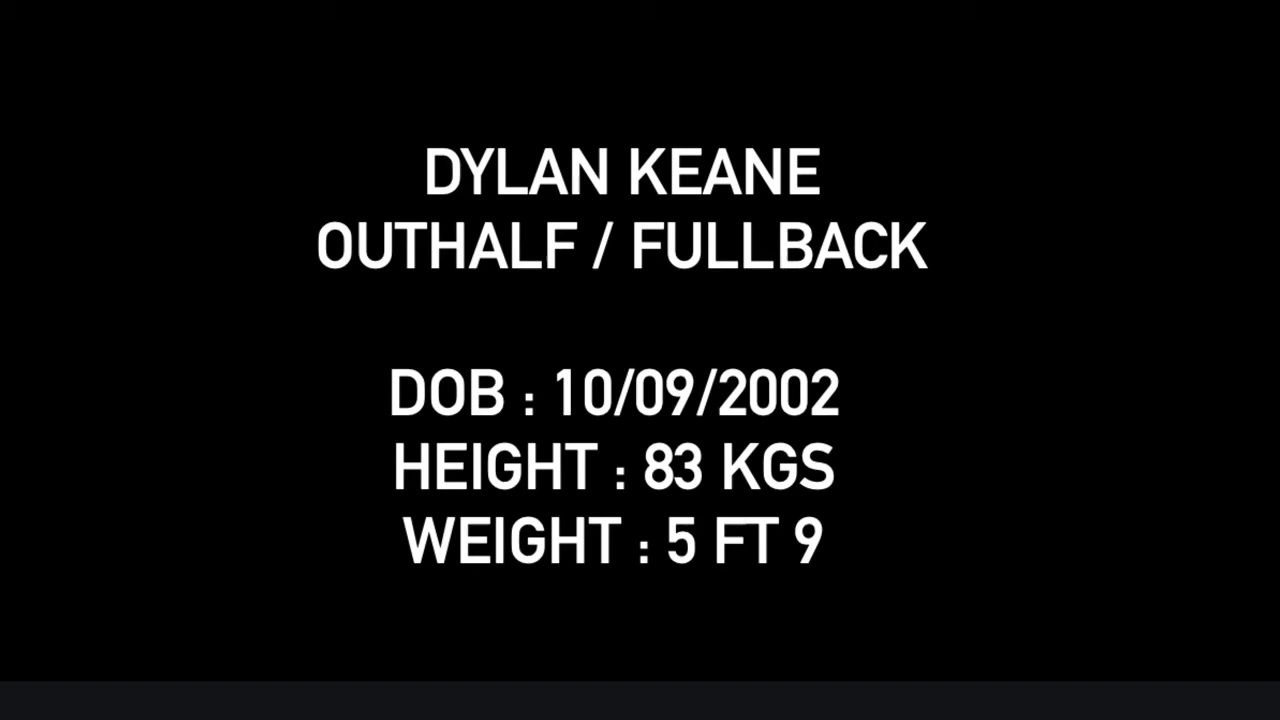 DYLAN KEANE
OUTHALF / FULLBACK
DOB : 10/09/2002
HEIGHT : 83 KGS
WEIGHT : 5 FT 9